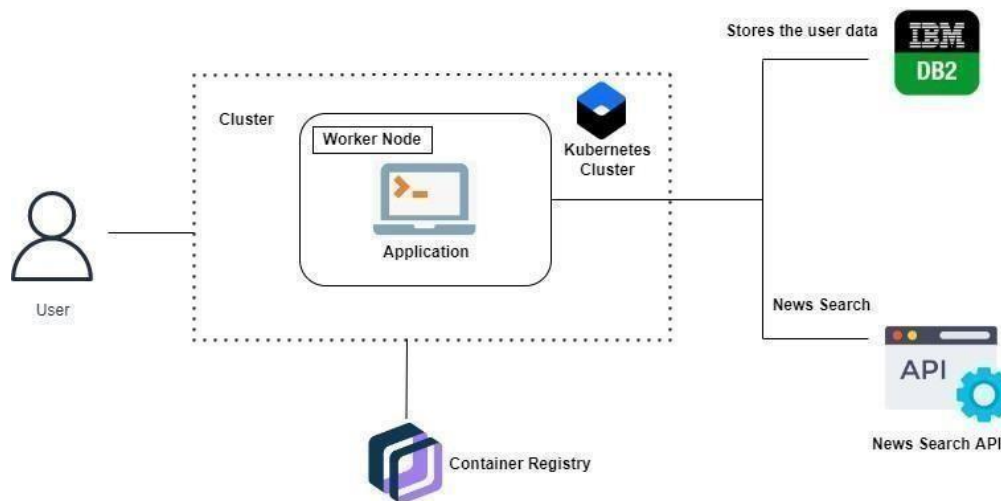 Stores the user data
IBM
DB2
Cluster
Worker Node
Kubernetes
Cluster
Application
User
News Search
API
News Search API
Container Registry